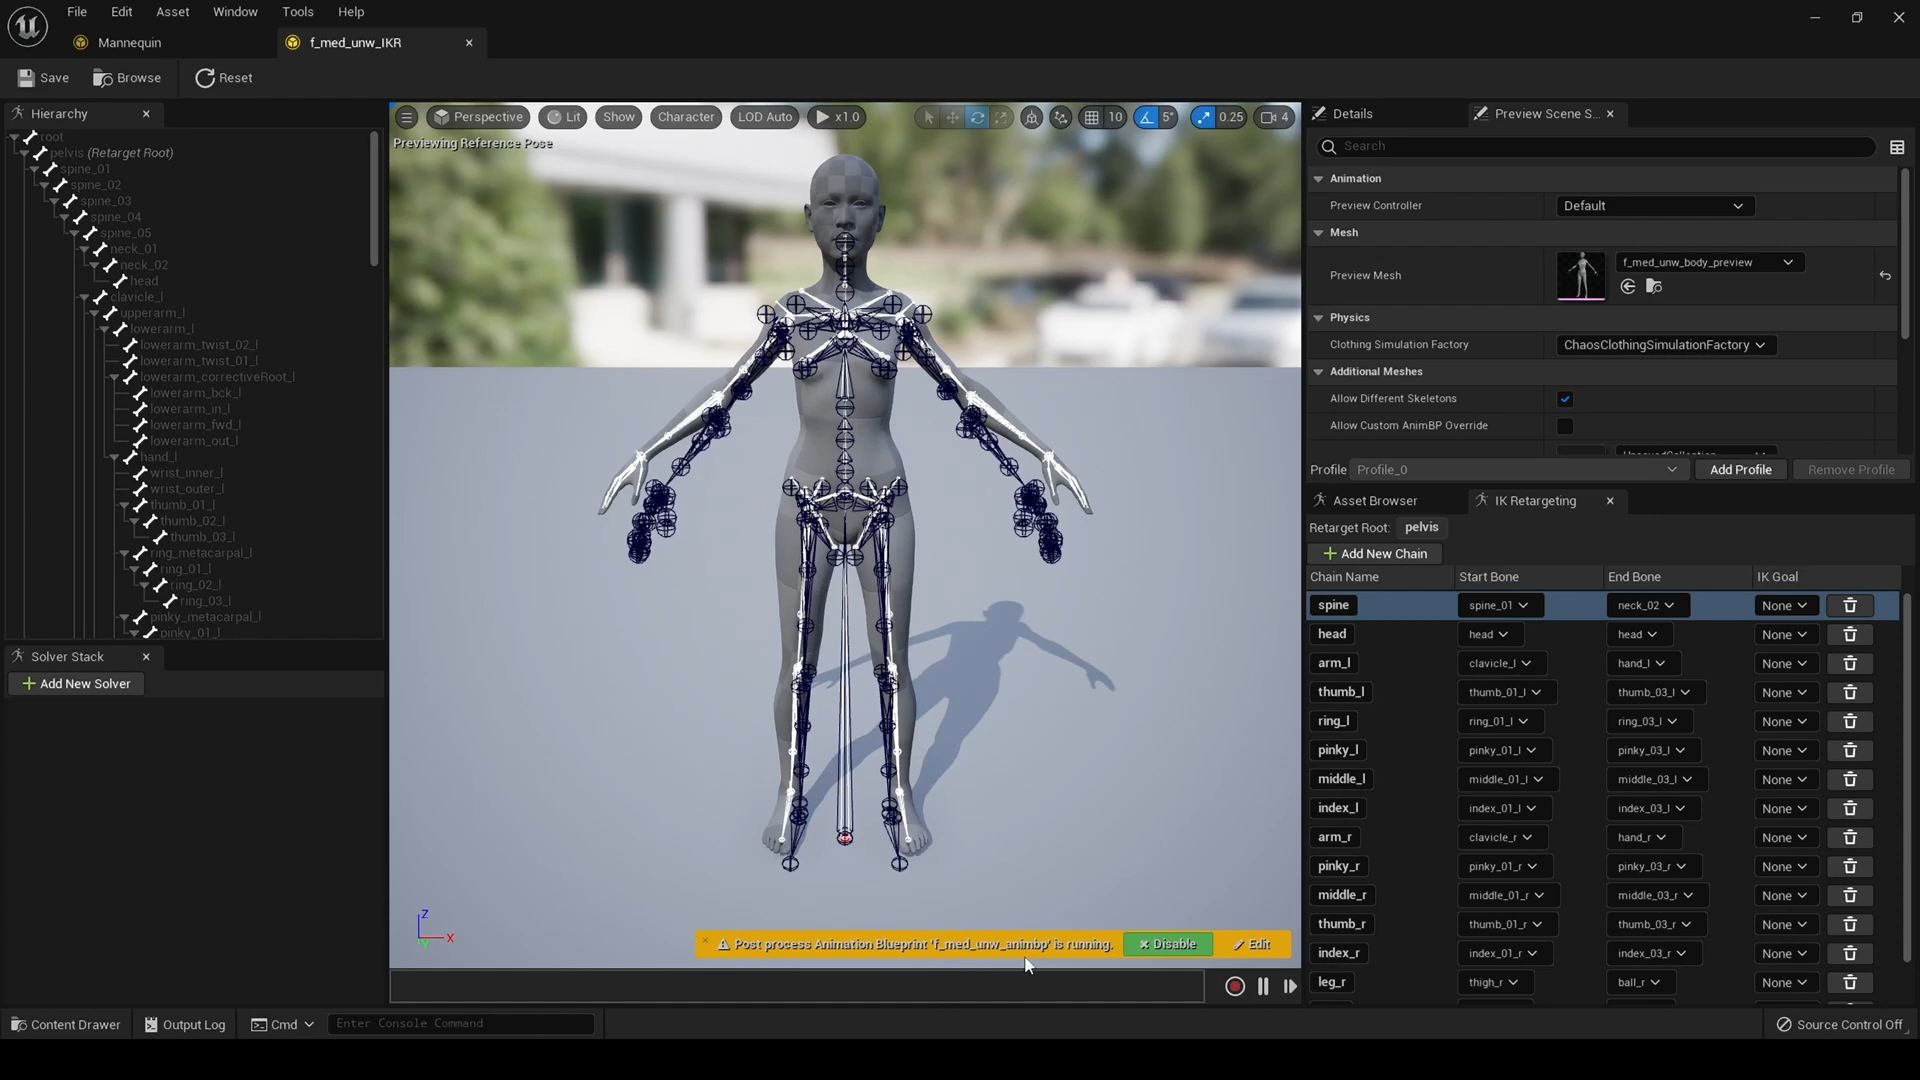 File Edit Asset Window Tools Help
Mannequin
f_med_unw_IKR
Save
Browse
Reset
Hierarchy
root
pelvis (Retarget Root)
spine_01
spine_02
spine_03
spine_04
spine_05
neck_01
neck_02
head
clavicle_l
upperarm_l
lowerarm_l
lowerarm_twist_02_l
lowerarm_twist_01_l
lowerarm_correctiveRoot_l
lowerarm_bck_l
lowerarm_in_l
lowerarm_fwd_l
lowerarm_out_l
hand_l
wrist_inner_l
wrist_outer_l
thumb_01_l
thumb_02_l
thumb_03_l
ring_metacarpal_l
ring_01_l
ring_02_l
ring_03_l
pinky_metacarpal_l
pinky_01_l
Solver Stack
Add New Solver
Perspective Lit Show Character LOD Auto x1.0 10 5° 0.25 4
Previewing Reference Pose
Z
X
Y
Post process Animation Blueprint 'f_med_unw_animbp' is running. Disable Edit
Details
Preview Scene S...
Search
Animation
Preview Controller Default
Mesh
Preview Mesh f_med_unw_body_preview
Physics
Clothing Simulation Factory ChaosClothingSimulationFactory
Additional Meshes
Allow Different Skeletons
Allow Custom AnimBP Override
Profile Profile_0 Add Profile Remove Profile
Asset Browser
IK Retargeting
Retarget Root: pelvis
Add New Chain
Chain Name Start Bone End Bone IK Goal
spine spine_01 neck_02 None
head head head None
arm_l clavicle_l hand_l None
thumb_l thumb_01_l thumb_03_l None
ring_l ring_01_l ring_03_l None
pinky_l pinky_01_l pinky_03_l None
middle_l middle_01_l middle_03_l None
index_l index_01_l index_03_l None
arm_r clavicle_r hand_r None
pinky_r pinky_01_r pinky_03_r None
middle_r middle_01_r middle_03_r None
thumb_r thumb_01_r thumb_03_r None
index_r index_01_r index_03_r None
leg_r thigh_r ball_r None
Content Drawer
Output Log
Cmd
Enter Console Command
Source Control Off